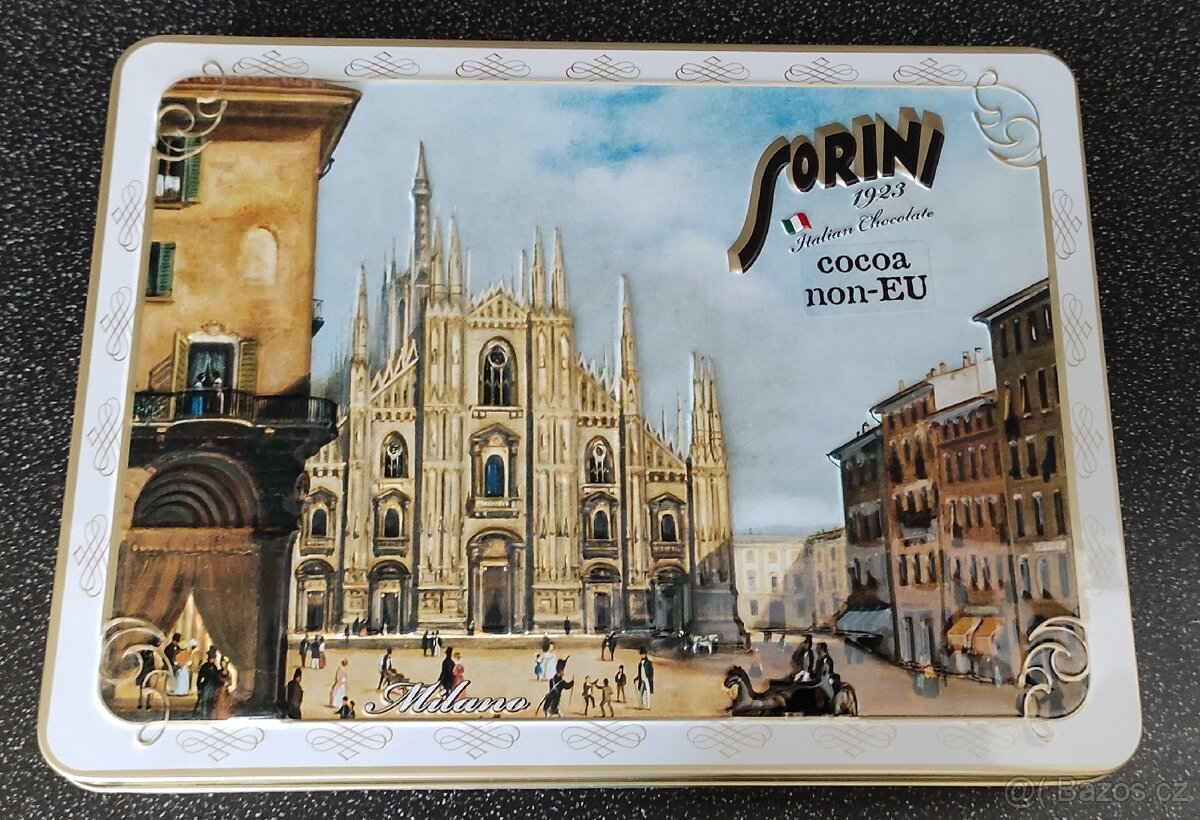 SORINI
1923
Italian Chocolate
cocoa
non-EU
Milano
@(.Bazos.cz